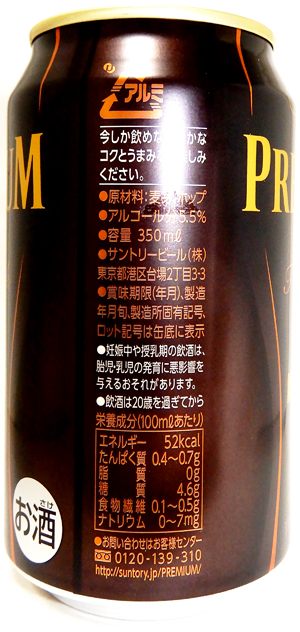 アルミ
UM
PR
今しか飲めな かな
コクとうまみ しみ
ください。
●原材料:麦芽、ホップ
●アルコール分5.5%
●容量 350mℓ
●サントリービール(株)
東京都港区台場2丁目3-3
●賞味期限(年月)、製造
年月旬、製造所固有記号、
ロット記号は缶底に表示
●妊娠中や授乳期の飲酒は、
胎児・乳児の発育に悪影響を
与えるおそれがあります。
●飲酒は20歳を過ぎてから
栄養成分(100mℓあたり)
エネルギー 52kcal
たんぱく質 0.4~0.7g
脂質 0g
糖質 4.6g
食物繊維 0.1~0.5g
ナトリウム 0~7mg
●お問い合わせはお客様センター
0120-139-310
http://suntory.jp/PREMIUM/
さけ
お酒